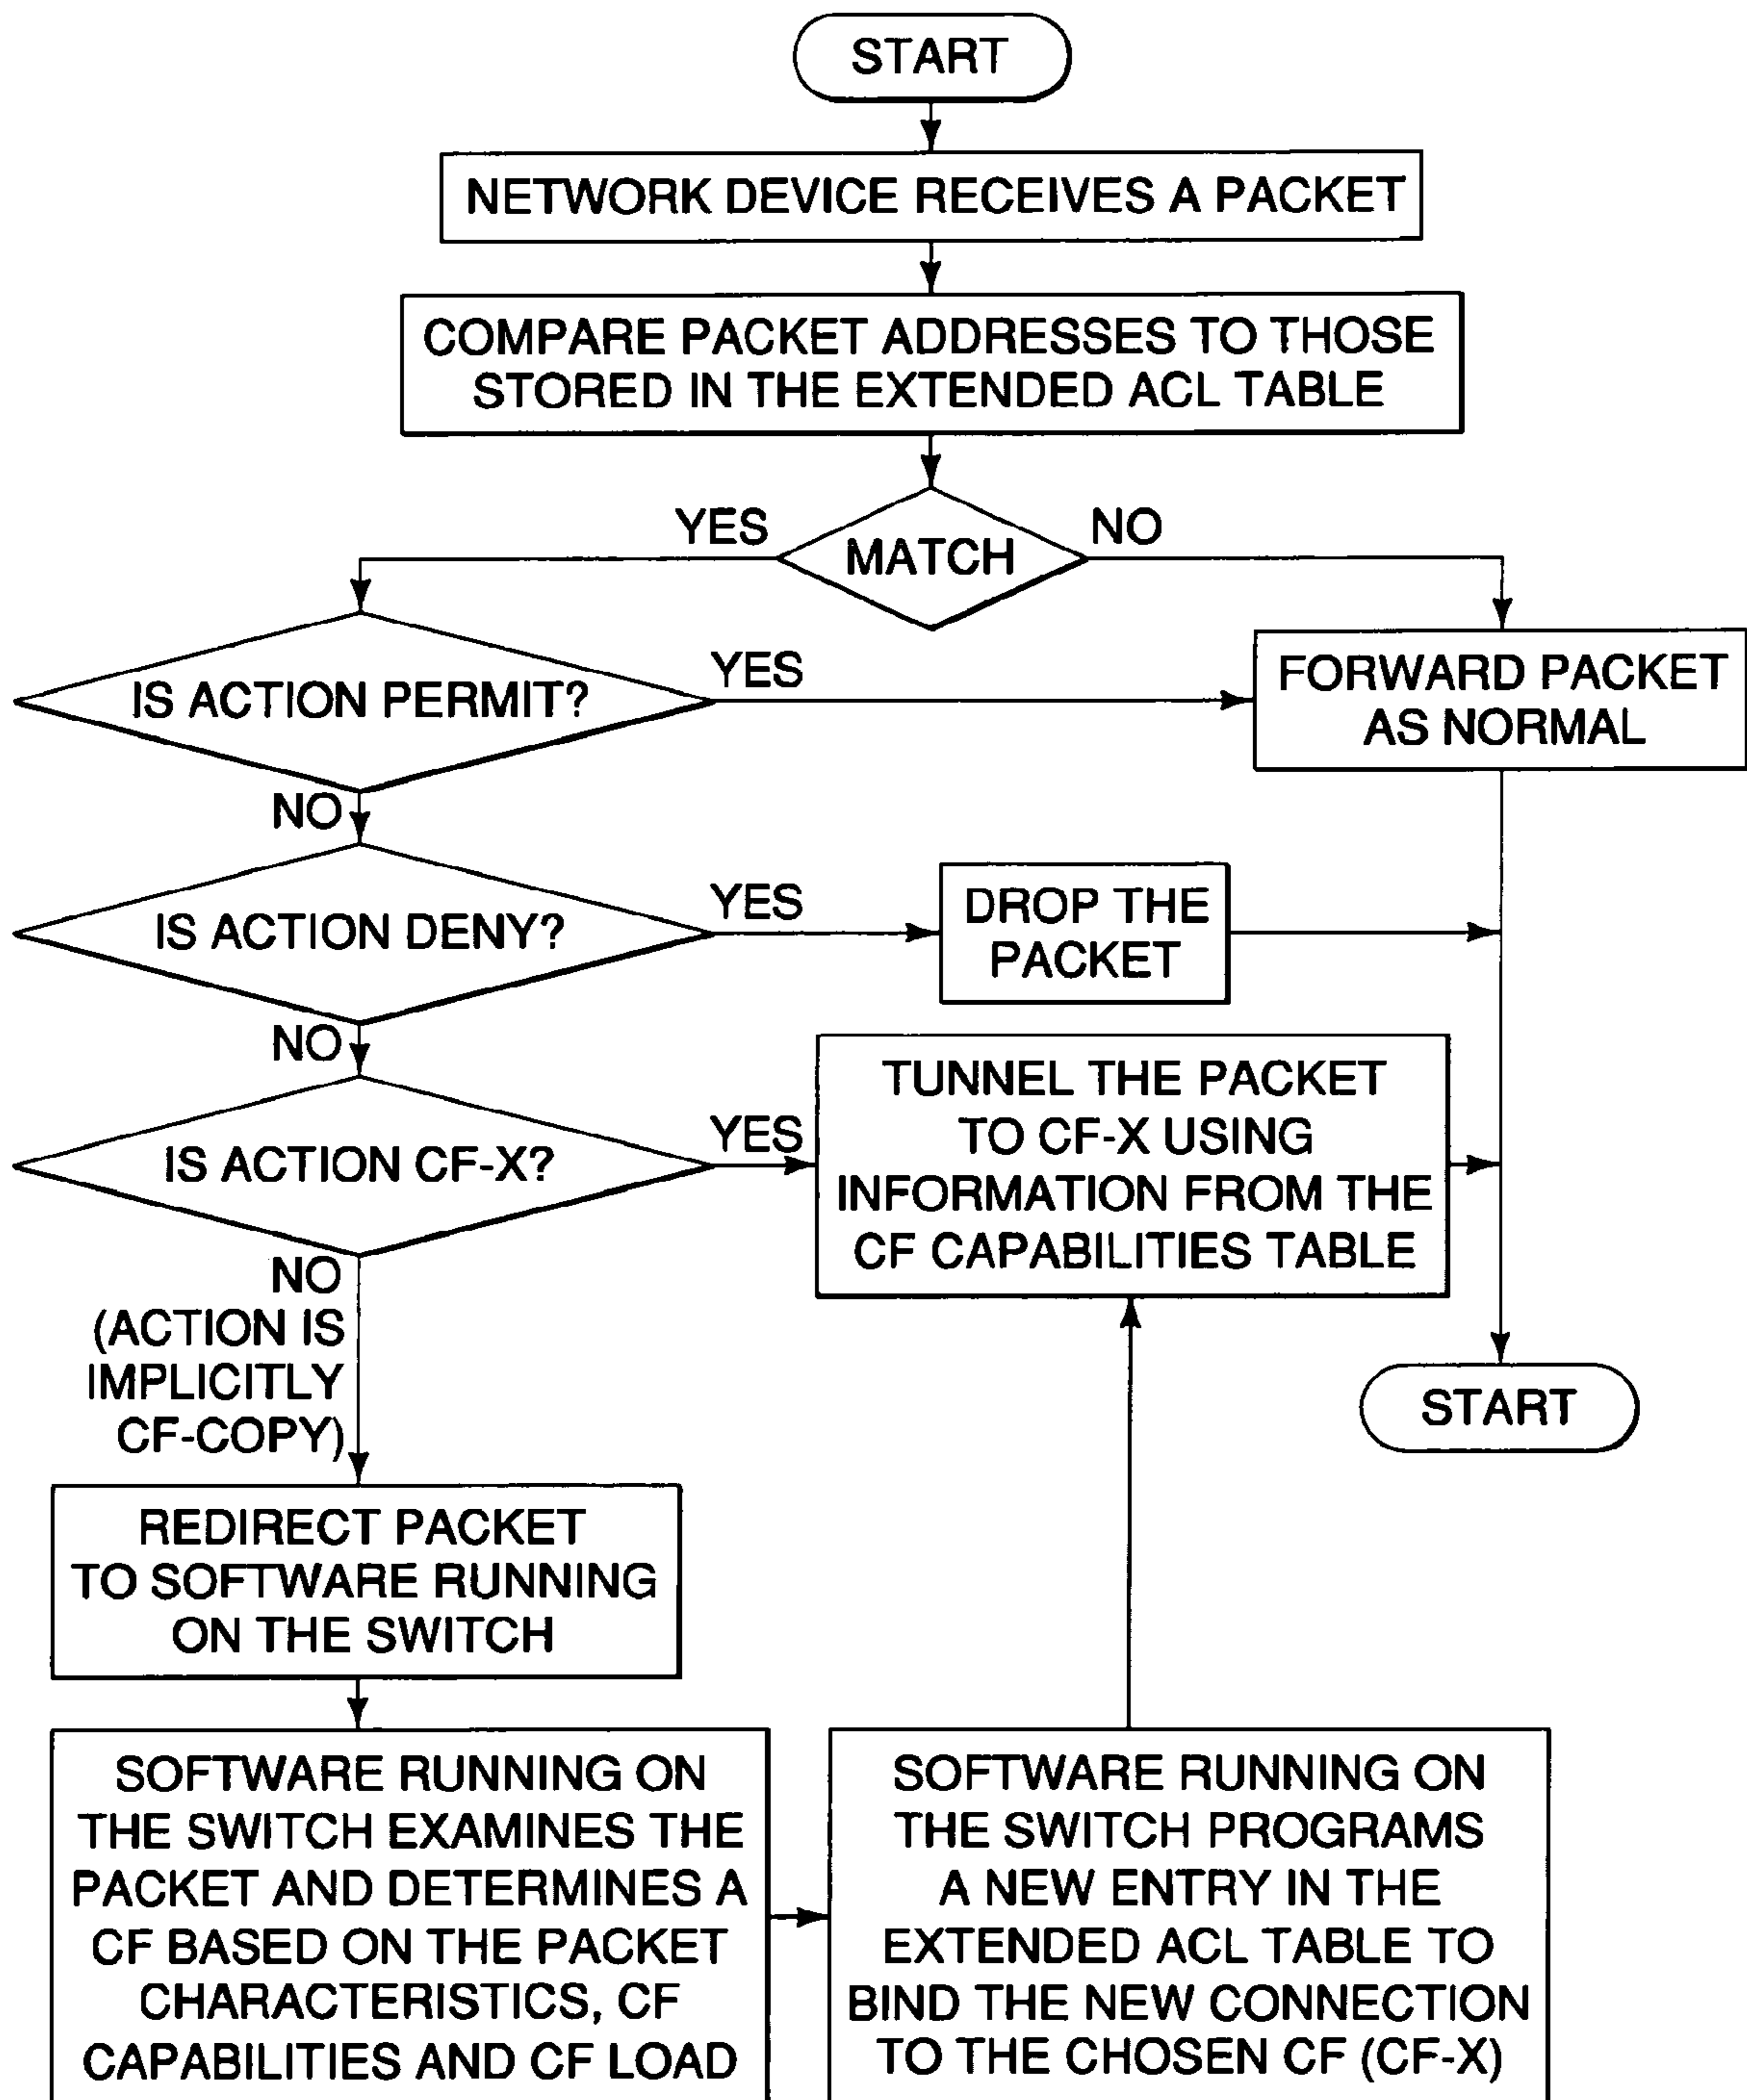 START
NETWORK DEVICE RECEIVES A PACKET
COMPARE PACKET ADDRESSES TO THOSE
STORED IN THE EXTENDED ACL TABLE
YES
MATCH
NO
IS ACTION PERMIT?
YES
FORWARD PACKET
AS NORMAL
NO
IS ACTION DENY?
YES
DROP THE
PACKET
NO
IS ACTION CF-X?
YES
TUNNEL THE PACKET
TO CF-X USING
INFORMATION FROM THE
CF CAPABILITIES TABLE
NO
(ACTION IS
IMPLICITLY
CF-COPY)
START
REDIRECT PACKET
TO SOFTWARE RUNNING
ON THE SWITCH
SOFTWARE RUNNING ON
THE SWITCH EXAMINES THE
PACKET AND DETERMINES A
CF BASED ON THE PACKET
CHARACTERISTICS, CF
CAPABILITIES AND CF LOAD
SOFTWARE RUNNING ON
THE SWITCH PROGRAMS
A NEW ENTRY IN THE
EXTENDED ACL TABLE TO
BIND THE NEW CONNECTION
TO THE CHOSEN CF (CF-X)